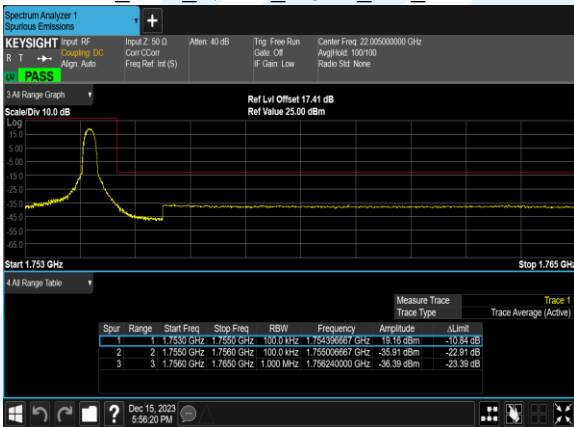 Spectrum Analyzer 1
Spurious Emissions
+
KEYSIGHT Input: RF Input Z: 50 Ω Atten: 40 dB Trig: Free Run Center Freq: 22.005000000 GHz
R T Coupling: DC Corr CCorr Gate: Off Avg|Hold: 100/100
Align: Auto Freq Ref: Int (S) IF Gain: Low Radio Std: None
PASS
3 All Range Graph
Ref Lvl Offset 17.41 dB
Scale/Div 10.0 dB Ref Value 25.00 dBm
Log
15.0
5.00
-5.00
-15.0
-25.0
-35.0
-45.0
-55.0
-65.0
Start 1.753 GHz Stop 1.765 GHz
4 All Range Table
Measure Trace Trace 1
Trace Type Trace Average (Active)
Spur Range Start Freq Stop Freq RBW Frequency Amplitude ΔLimit
1 1 1.7530 GHz 1.7550 GHz 100.0 kHz 1.754396667 GHz 19.16 dBm -10.84 dB
2 2 1.7550 GHz 1.7560 GHz 100.0 kHz 1.755006667 GHz -35.91 dBm -22.91 dB
3 3 1.7560 GHz 1.7650 GHz 1.000 MHz 1.756240000 GHz -36.39 dBm -23.39 dB
? Dec 15, 2023
5:56:20 PM